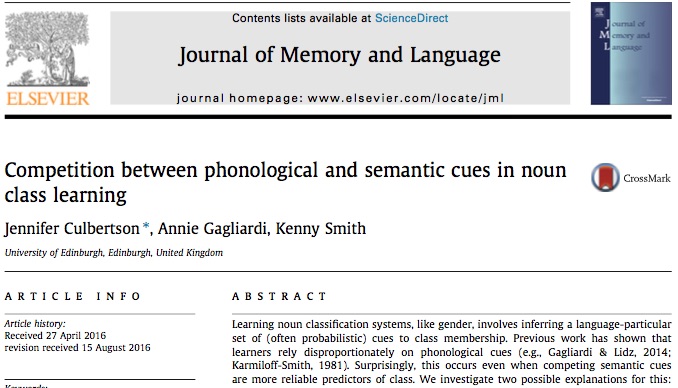 Contents lists available at ScienceDirect
Journal of Memory and Language
journal homepage: www.elsevier.com/locate/jml
ELSEVIER
Journal of
Memory and
Language
Competition between phonological and semantic cues in noun
class learning
CrossMark
Jennifer Culbertson *, Annie Gagliardi, Kenny Smith
University of Edinburgh, Edinburgh, United Kingdom
ARTICLE INFO
Article history:
Received 27 April 2016
revision received 15 August 2016
ABSTRACT
Learning noun classification systems, like gender, involves inferring a language-particular
set of (often probabilistic) cues to class membership. Previous work has shown that
learners rely disproportionately on phonological cues (e.g., Gagliardi & Lidz, 2014;
Karmiloff-Smith, 1981). Surprisingly, this occurs even when competing semantic cues
are more reliable predictors of class. We investigate two possible explanations for this: